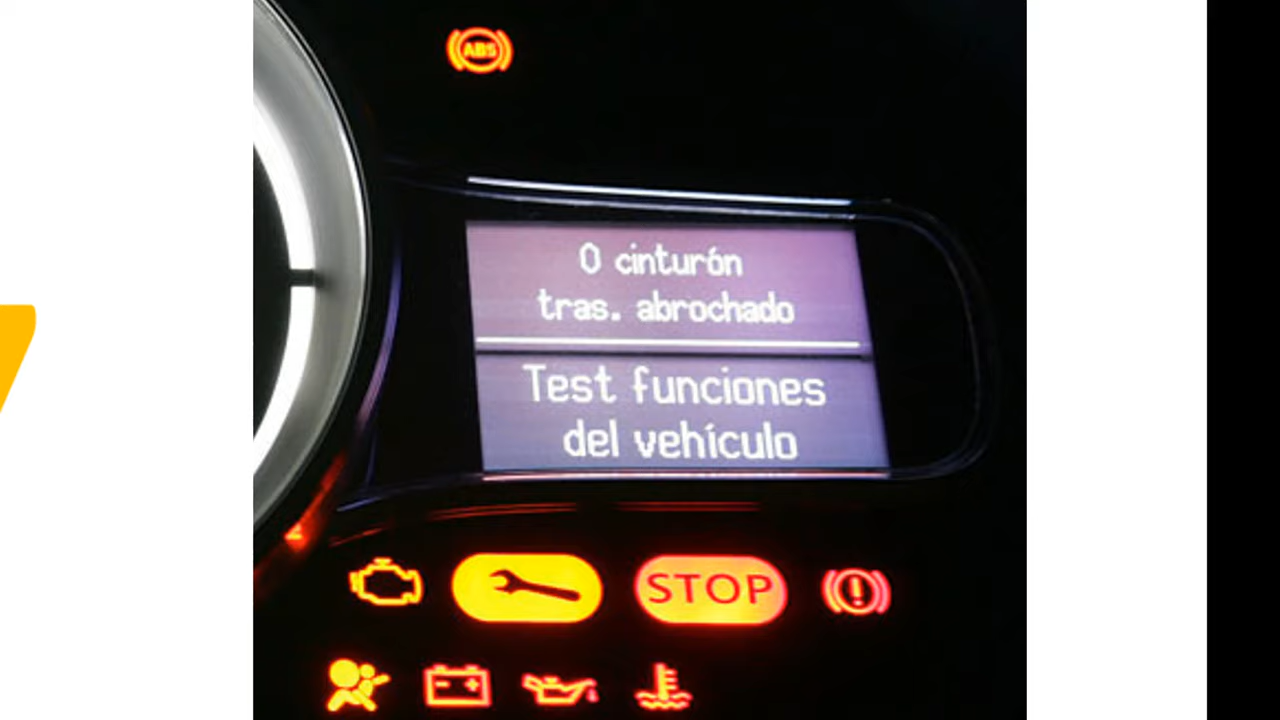 ABS
0 cinturón
tras. abrochado
Test funciones
del vehículo
STOP